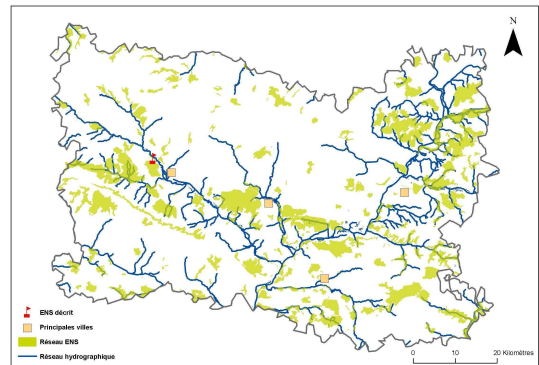 N
ENS décrit
Principales villes
Réseau ENS
Réseau hydrographique
0 10 20 Kilomètres